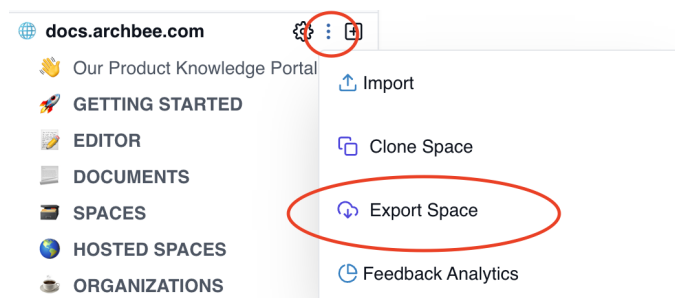 docs.archbee.com
Our Product Knowledge Portal
GETTING STARTED
EDITOR
DOCUMENTS
SPACES
HOSTED SPACES
ORGANIZATIONS
Import
Clone Space
Export Space
Feedback Analytics